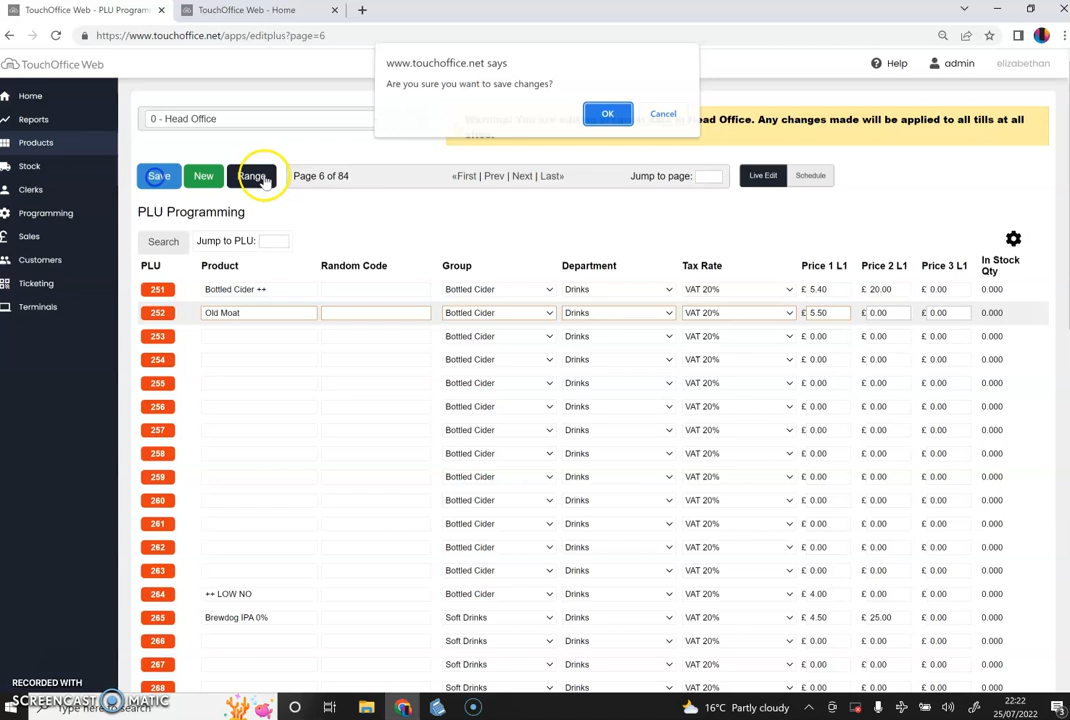 TouchOffice Web - PLU Program
TouchOffice Web - Home
https://www.touchoffice.net/apps/editplus?page=6
TouchOffice Web
Help
admin
elizabethan
www.touchoffice.net says
Are you sure you want to save changes?
OK
Cancel
Home
Reports
Products
Stock
Clerks
Programming
Sales
Customers
Ticketing
Terminals
0 - Head Office
Head Office. Any changes made will be applied to all tills at all
Save
New
Range
Page 6 of 84
«First | Prev | Next | Last»
Jump to page:
Live Edit
Schedule
PLU Programming
Search
Jump to PLU:
PLU Product Random Code Group Department Tax Rate Price 1 L1 Price 2 L1 Price 3 L1 In Stock Qty
251 Bottled Cider ++ Bottled Cider Drinks VAT 20% £ 5.40 £ 20.00 £ 0.00 0.000
252 Old Moat Bottled Cider Drinks VAT 20% £ 5.50 £ 0.00 £ 0.00 0.000
253 Bottled Cider Drinks VAT 20% £ 0.00 £ 0.00 £ 0.00 0.000
254 Bottled Cider Drinks VAT 20% £ 0.00 £ 0.00 £ 0.00 0.000
255 Bottled Cider Drinks VAT 20% £ 0.00 £ 0.00 £ 0.00 0.000
256 Bottled Cider Drinks VAT 20% £ 0.00 £ 0.00 £ 0.00 0.000
257 Bottled Cider Drinks VAT 20% £ 0.00 £ 0.00 £ 0.00 0.000
258 Bottled Cider Drinks VAT 20% £ 0.00 £ 0.00 £ 0.00 0.000
259 Bottled Cider Drinks VAT 20% £ 0.00 £ 0.00 £ 0.00 0.000
260 Bottled Cider Drinks VAT 20% £ 0.00 £ 0.00 £ 0.00 0.000
261 Bottled Cider Drinks VAT 20% £ 0.00 £ 0.00 £ 0.00 0.000
262 Bottled Cider Drinks VAT 20% £ 0.00 £ 0.00 £ 0.00 0.000
263 Bottled Cider Drinks VAT 20% £ 0.00 £ 0.00 £ 0.00 0.000
264 ++ LOW NO Bottled Cider Drinks VAT 20% £ 4.00 £ 0.00 £ 0.00 0.000
265 Brewdog IPA 0% Soft Drinks Drinks VAT 20% £ 4.50 £ 25.00 £ 0.00 0.000
266 Soft Drinks Drinks VAT 20% £ 0.00 £ 0.00 £ 0.00 0.000
267 Soft Drinks Drinks VAT 20% £ 0.00 £ 0.00 £ 0.00 0.000
268 Soft Drinks Drinks VAT 20% £ 0.00 £ 0.00 £ 0.00 0.000
RECORDED WITH
SCREENCAST MATIC
Type here to search
16°C Partly cloudy
22:22
25/07/2022
3